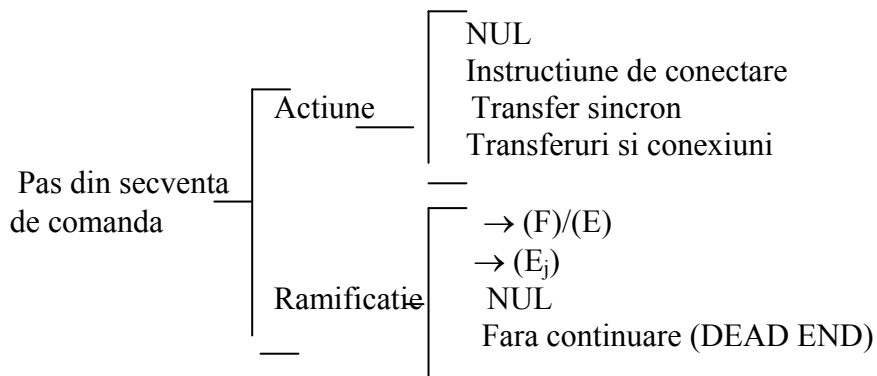 NUL
Instructiune de conectare
Actiune
Transfer sincron
Transferuri si conexiuni
Pas din secventa
de comanda
→ (F)/(E)
→ (Ej)
Ramificatie
NUL
Fara continuare (DEAD END)